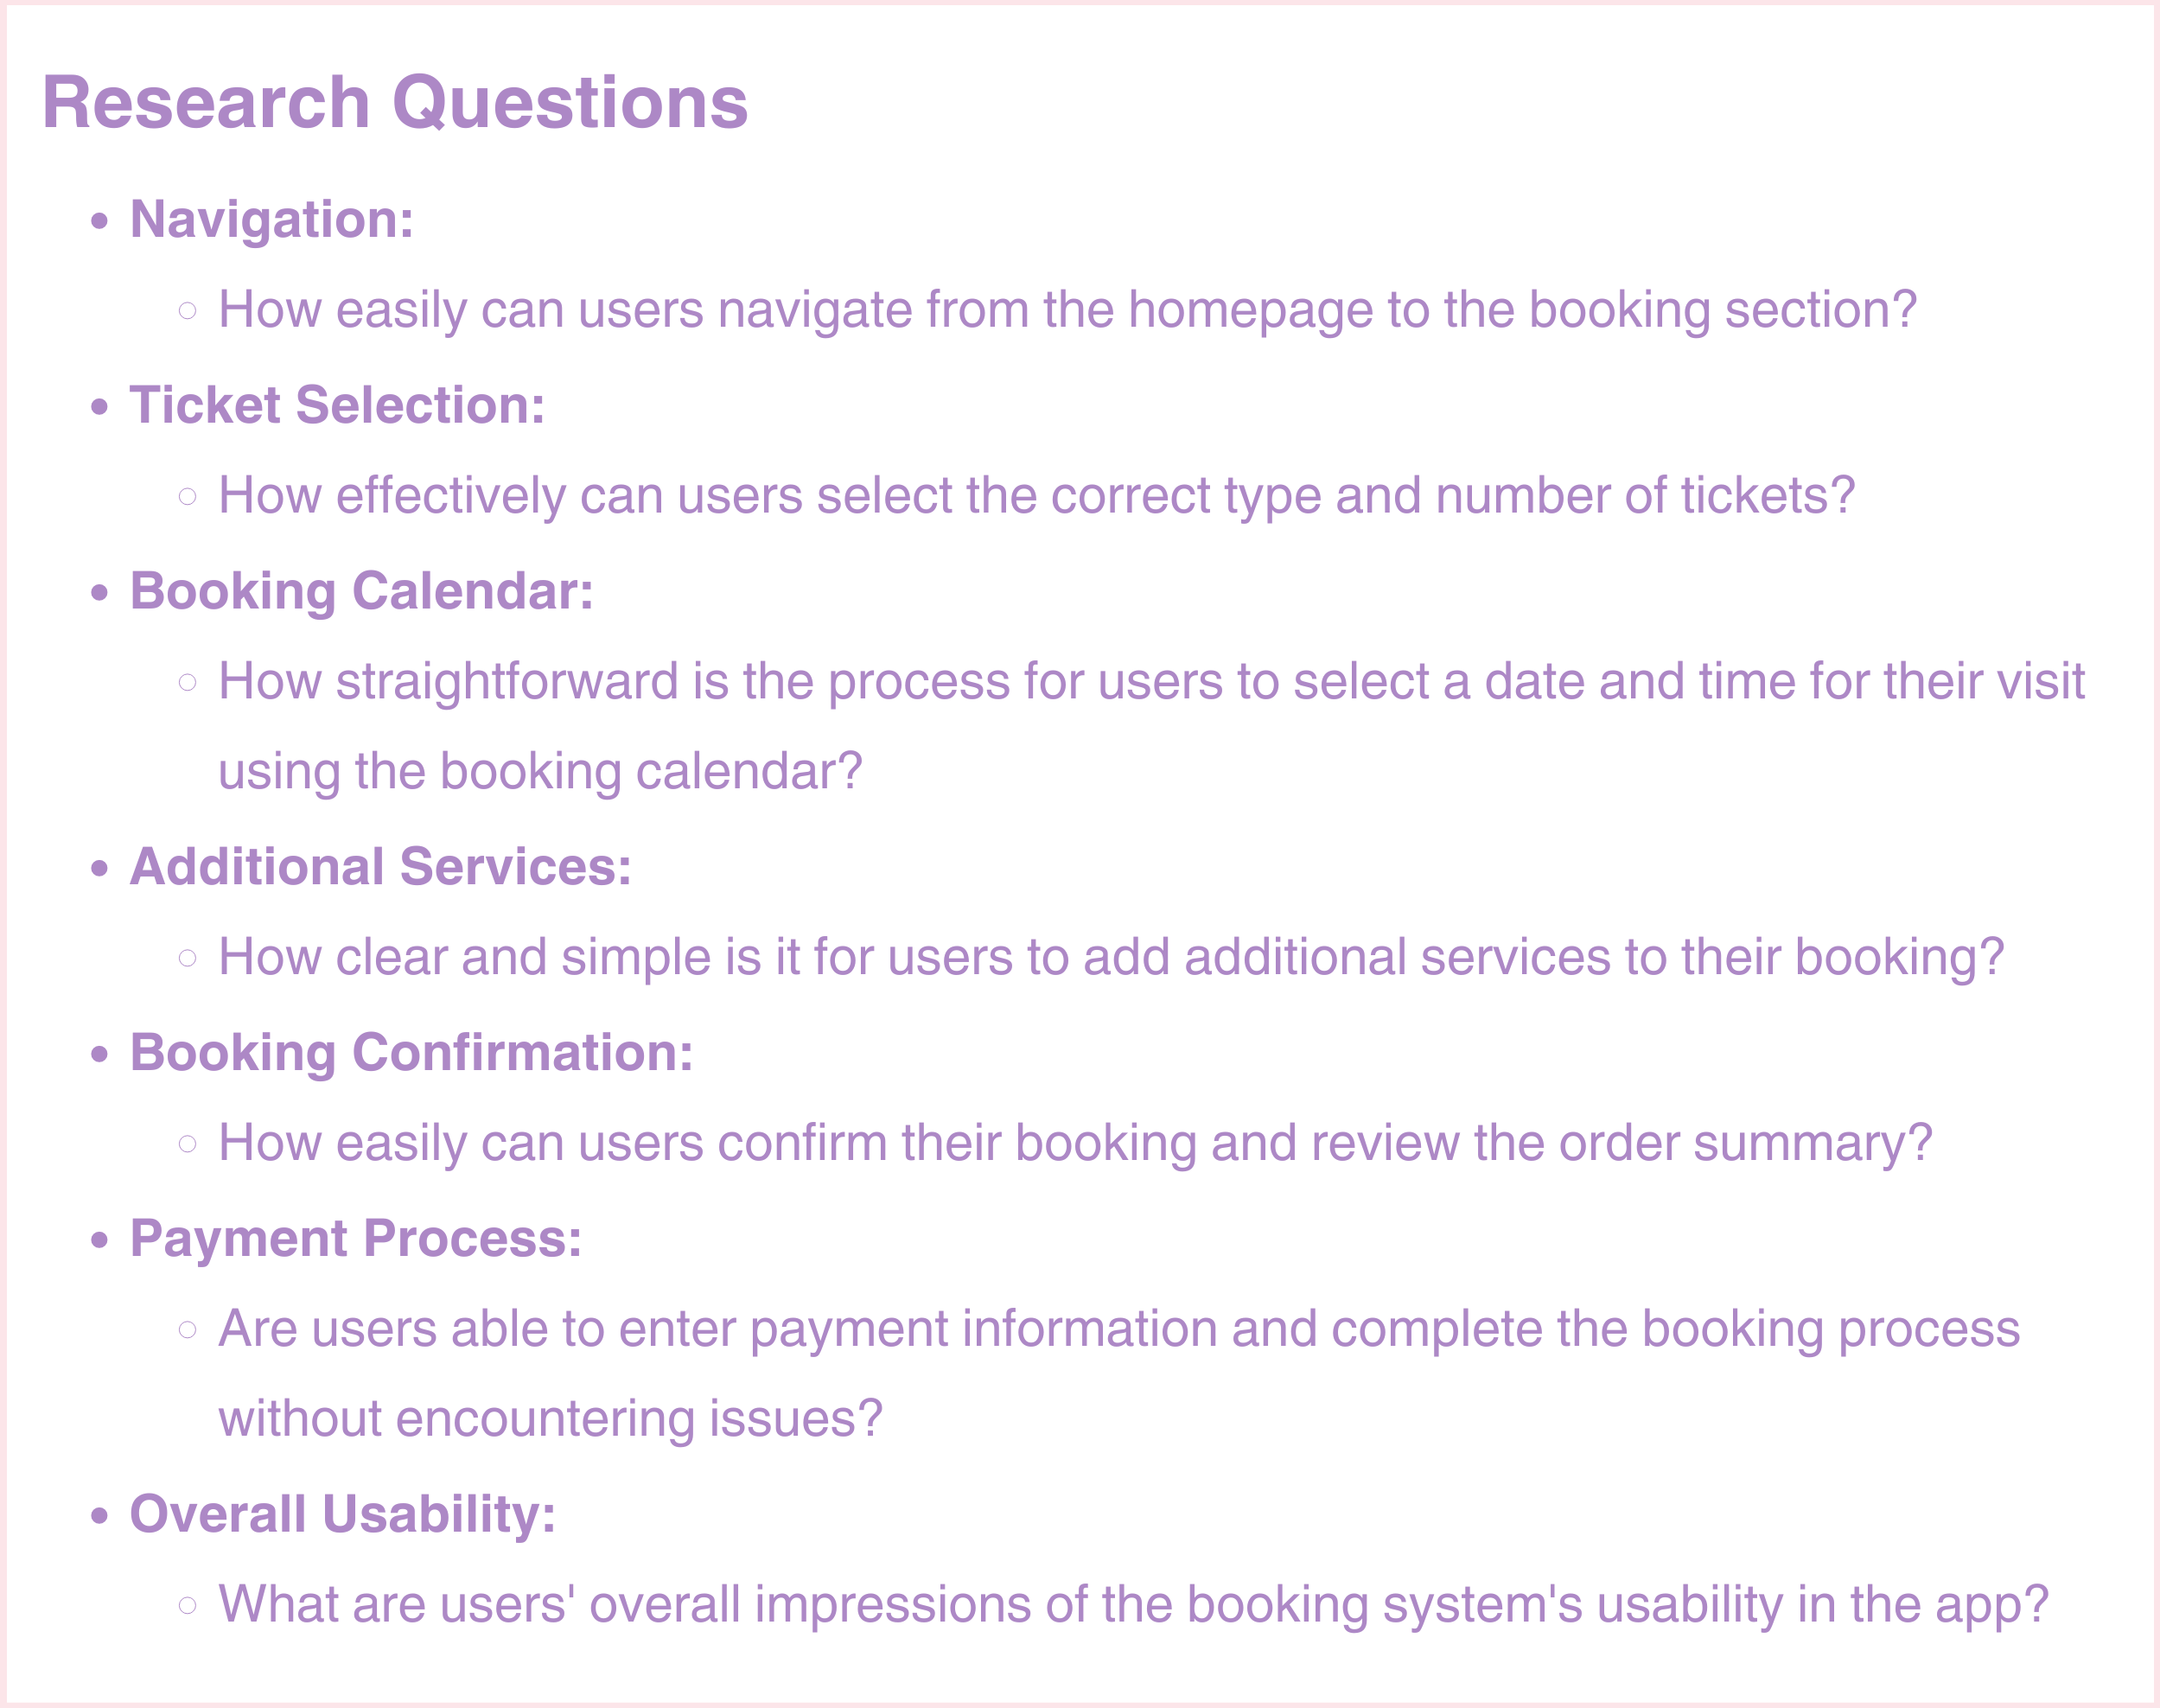 Research Questions
• Navigation:
○ How easily can users navigate from the homepage to the booking section?
• Ticket Selection:
○ How effectively can users select the correct type and number of tickets?
• Booking Calendar:
○ How straightforward is the process for users to select a date and time for their visit
using the booking calendar?
• Additional Services:
○ How clear and simple is it for users to add additional services to their booking?
• Booking Confirmation:
○ How easily can users confirm their booking and review the order summary?
• Payment Process:
○ Are users able to enter payment information and complete the booking process
without encountering issues?
• Overall Usability:
○ What are users' overall impressions of the booking system's usability in the app?